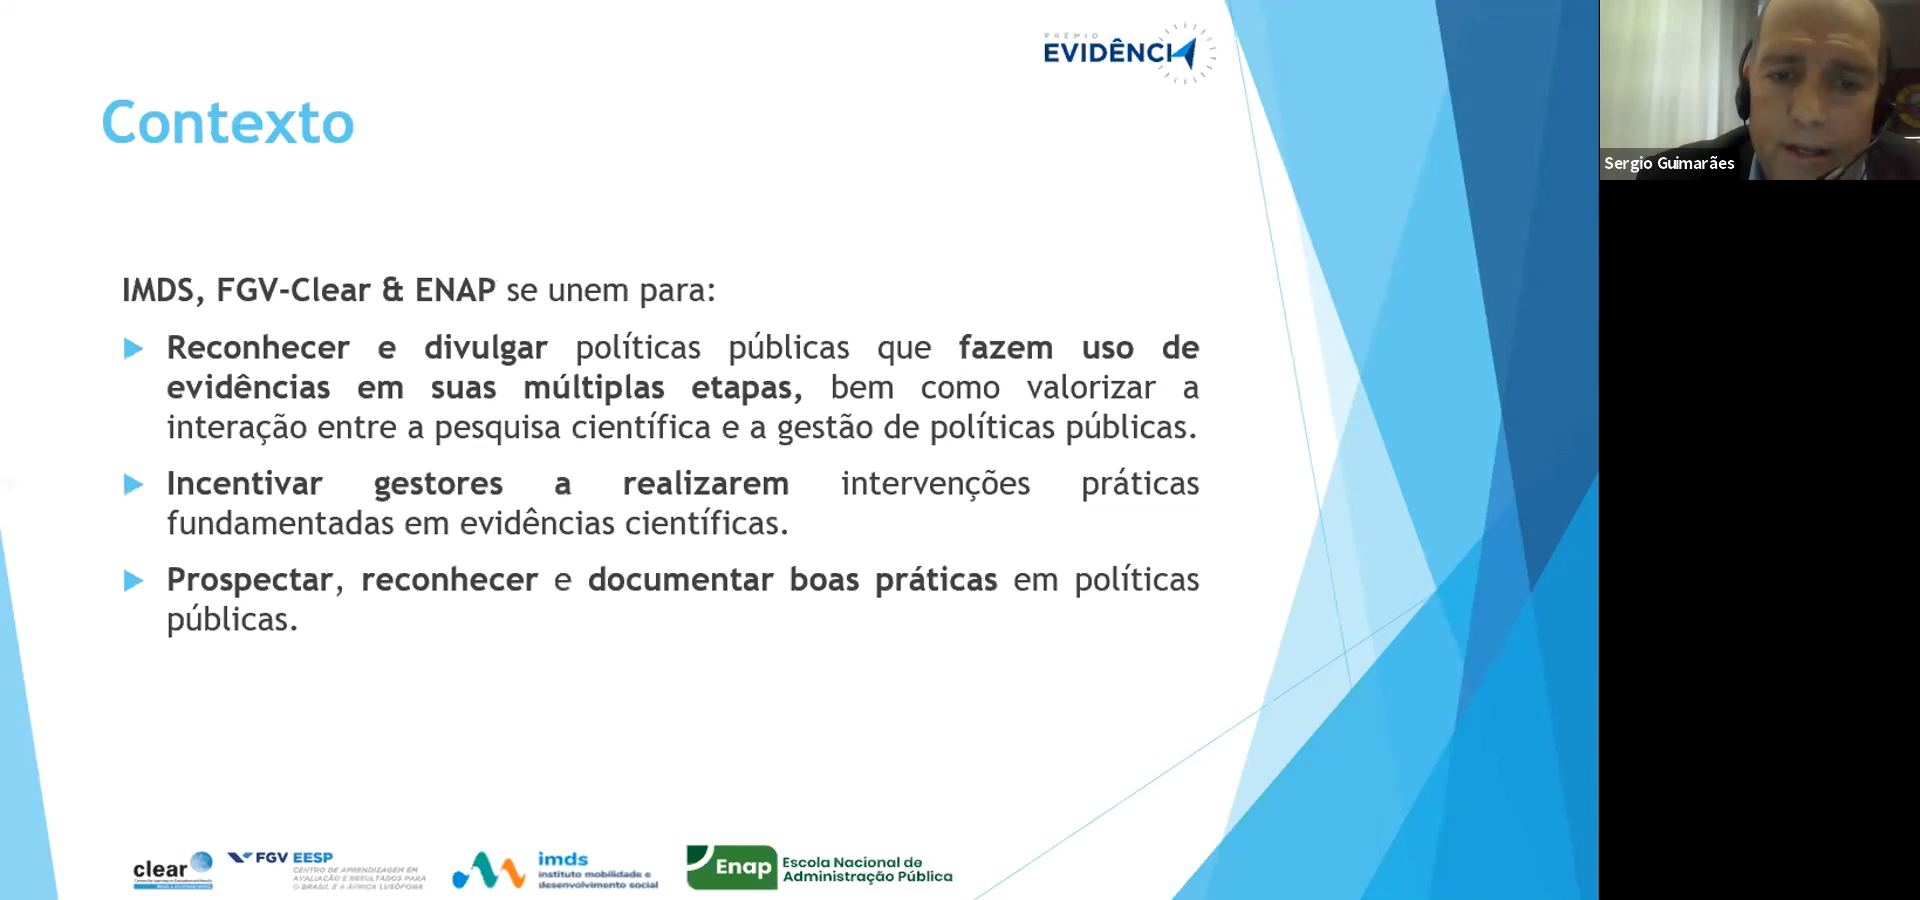 PRÊMIO
EVIDÊNCIA
Contexto
Sergio Guimarães
IMDS, FGV-Clear & ENAP se unem para:
Reconhecer e divulgar políticas públicas que fazem uso de
evidências em suas múltiplas etapas, bem como valorizar a
interação entre a pesquisa científica e a gestão de políticas públicas.
Incentivar gestores a realizarem intervenções práticas
fundamentadas em evidências científicas.
Prospectar, reconhecer e documentar boas práticas em políticas
públicas.
clear
FGV EESP
CENTRO DE APRENDIZAGEM EM
AVALIAÇÃO E RESULTADOS PARA
O BRASIL E A ÁFRICA LUSÓFONA
imds
instituto mobilidade e
desenvolvimento social
Enap
Escola Nacional de
Administração Pública